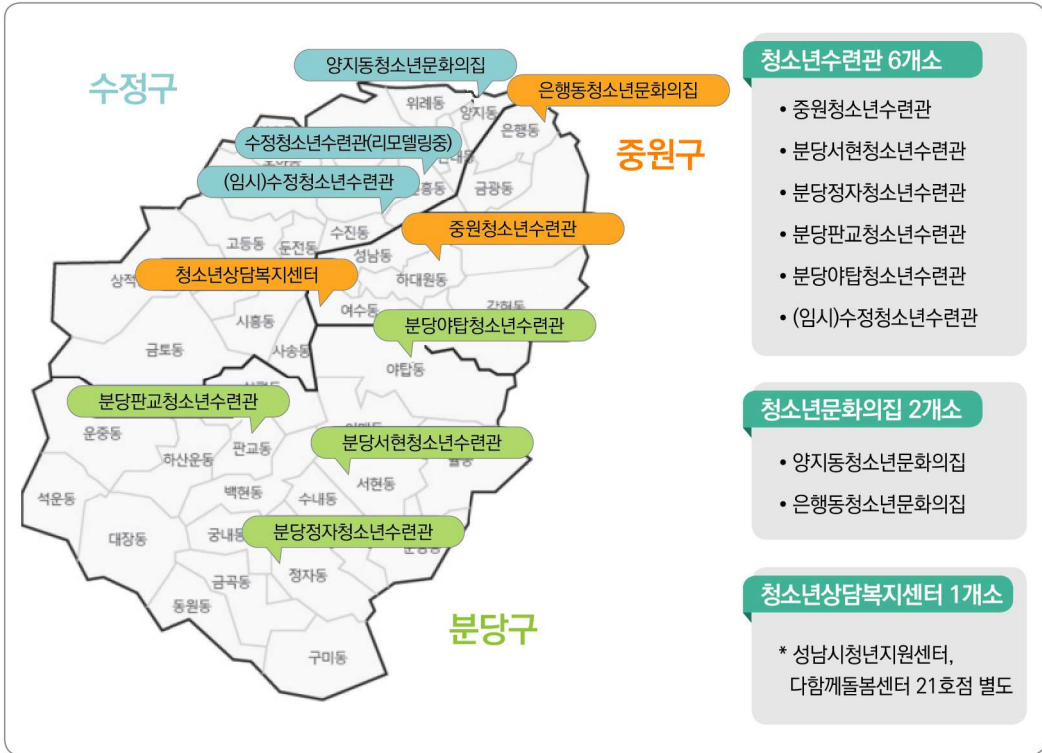 수정구
양지동청소년문화의집
은행동청소년문화의집
위례동
양지동
은행동
중원구
수정청소년수련관(리모델링중)
(임시)수정청소년수련관
금광동
수진동
중원청소년수련관
고등동
둔전동
성남동
하대원동
청소년상담복지센터
여수동
시흥동
분당야탑청소년수련관
금토동
사송동
야탑동
분당판교청소년수련관
운중동
판교동
하산운동
분당서현청소년수련관
서현동
백현동
수내동
석운동
대장동
궁내동
분당정자청소년수련관
정자동
금곡동
동원동
분당구
구미동
청소년수련관 6개소
• 중원청소년수련관
• 분당서현청소년수련관
• 분당정자청소년수련관
• 분당판교청소년수련관
• 분당야탑청소년수련관
• (임시)수정청소년수련관
청소년문화의집 2개소
• 양지동청소년문화의집
• 은행동청소년문화의집
청소년상담복지센터 1개소
* 성남시청년지원센터,
다함께돌봄센터 21호점 별도